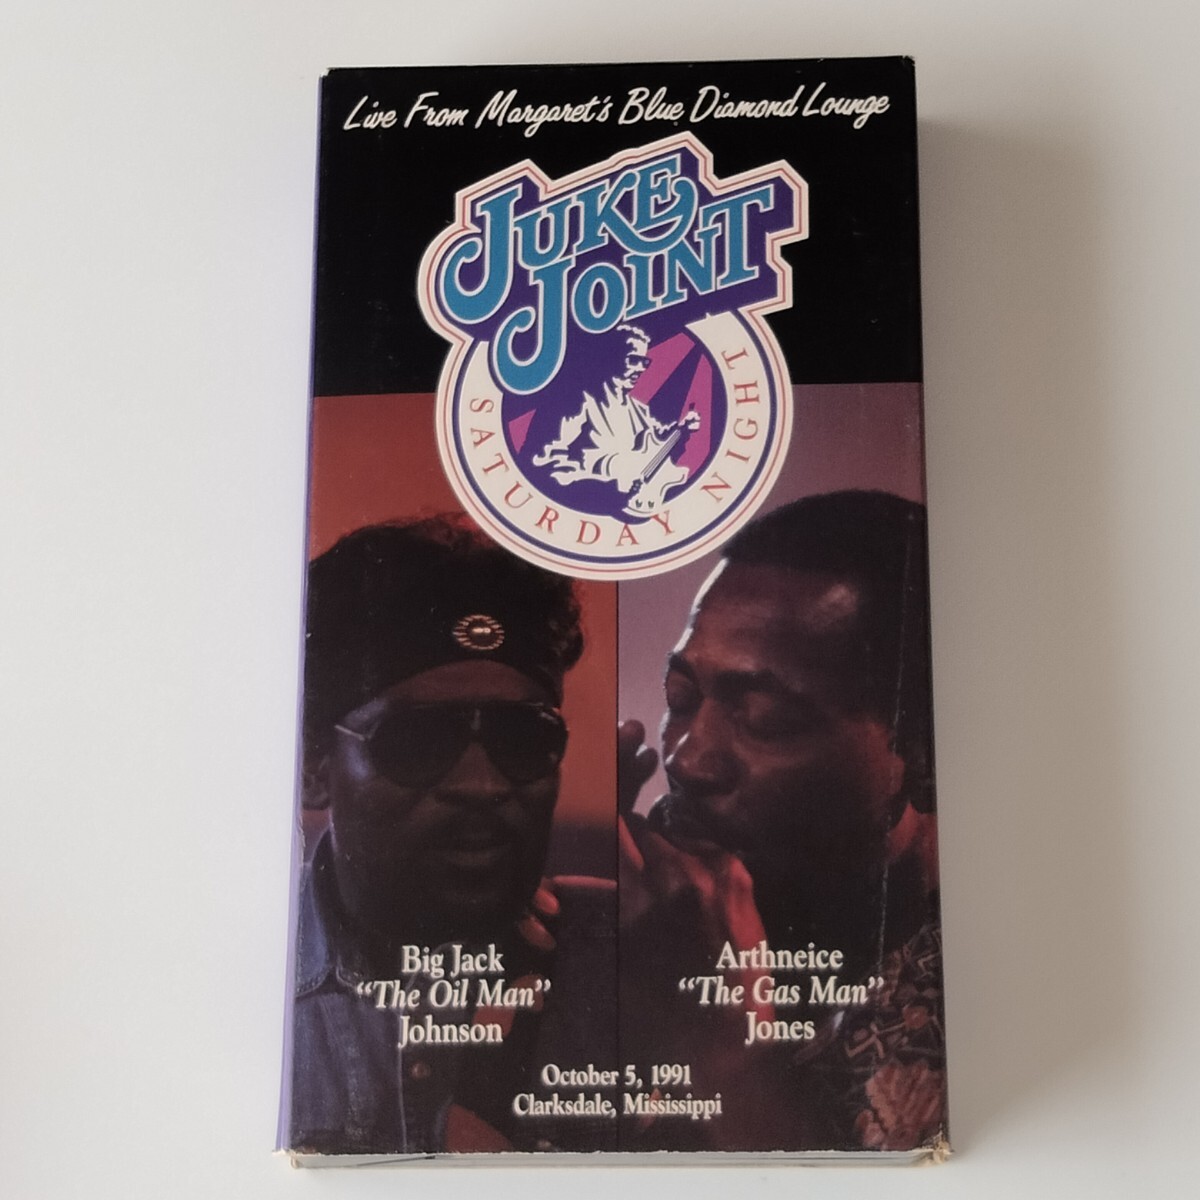 Live From Margaret's Blue Diamond Lounge
JUKE
JOINT
SATURDAY NIGHT
Big Jack
"The Oil Man"
Johnson
Arthneice
"The Gas Man"
Jones
October 5, 1991
Clarksdale, Mississippi